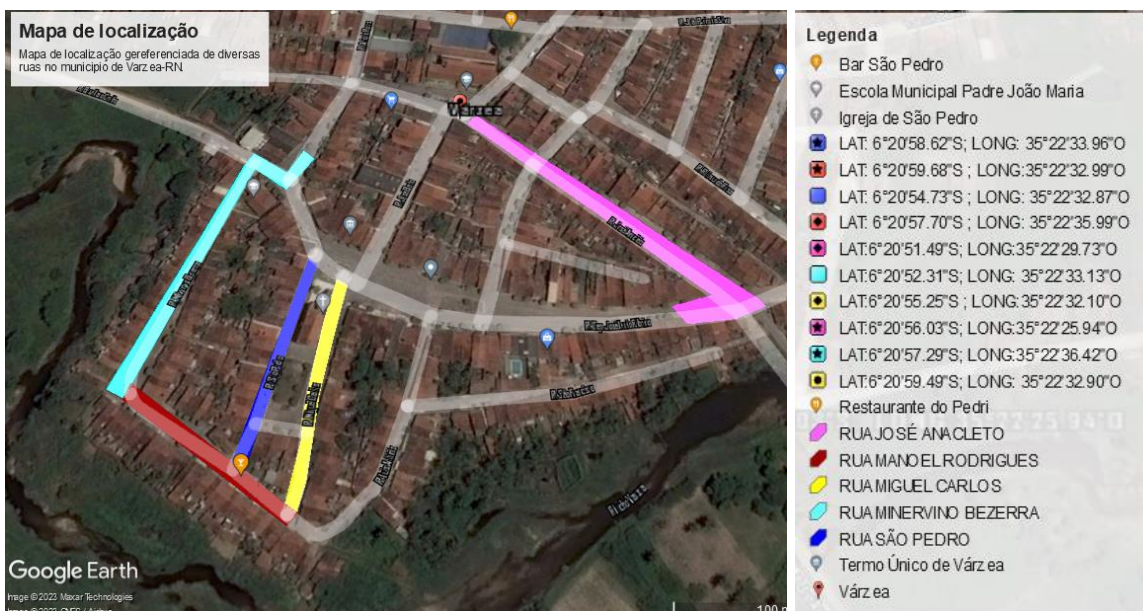 Mapa de localização
Mapa de localização gereferenciada de diversas
ruas no municipio de Varzea-RN
Várzea
Google Earth
Image © 2023 Maxar Technologies
100 m
Legenda
Bar São Pedro
Escola Municipal Padre João Maria
Igreja de São Pedro
LAT: 6°20'58.62"S; LONG: 35°22'33.96"O
LAT: 6°20'59.68"S ; LONG:35°22'32.99"O
LAT: 6°20'54.73"S ; LONG: 35°22'32.87"O
LAT: 6°20'57.70"S ; LONG:35°22'35.99"O
LAT:6°20'51.49"S; LONG:35°22'29.73"O
LAT:6°20'52.31"S; LONG: 35°22'33.13"O
LAT:6°20'55.25"S ; LONG:35°22'32.10"O
LAT:6°20'56.03"S ; LONG:35°22'25.94"O
LAT:6°20'57.29"S; LONG:35°22'36.42"O
LAT:6°20'59.49"S; LONG: 35°22'32.90"O
Restaurante do Pedri
RUA JOSÉ ANACLETO
RUA MANOEL RODRIGUES
RUA MIGUEL CARLOS
RUA MINERVINO BEZERRA
RUA SÃO PEDRO
Termo Único de Várzea
Várzea